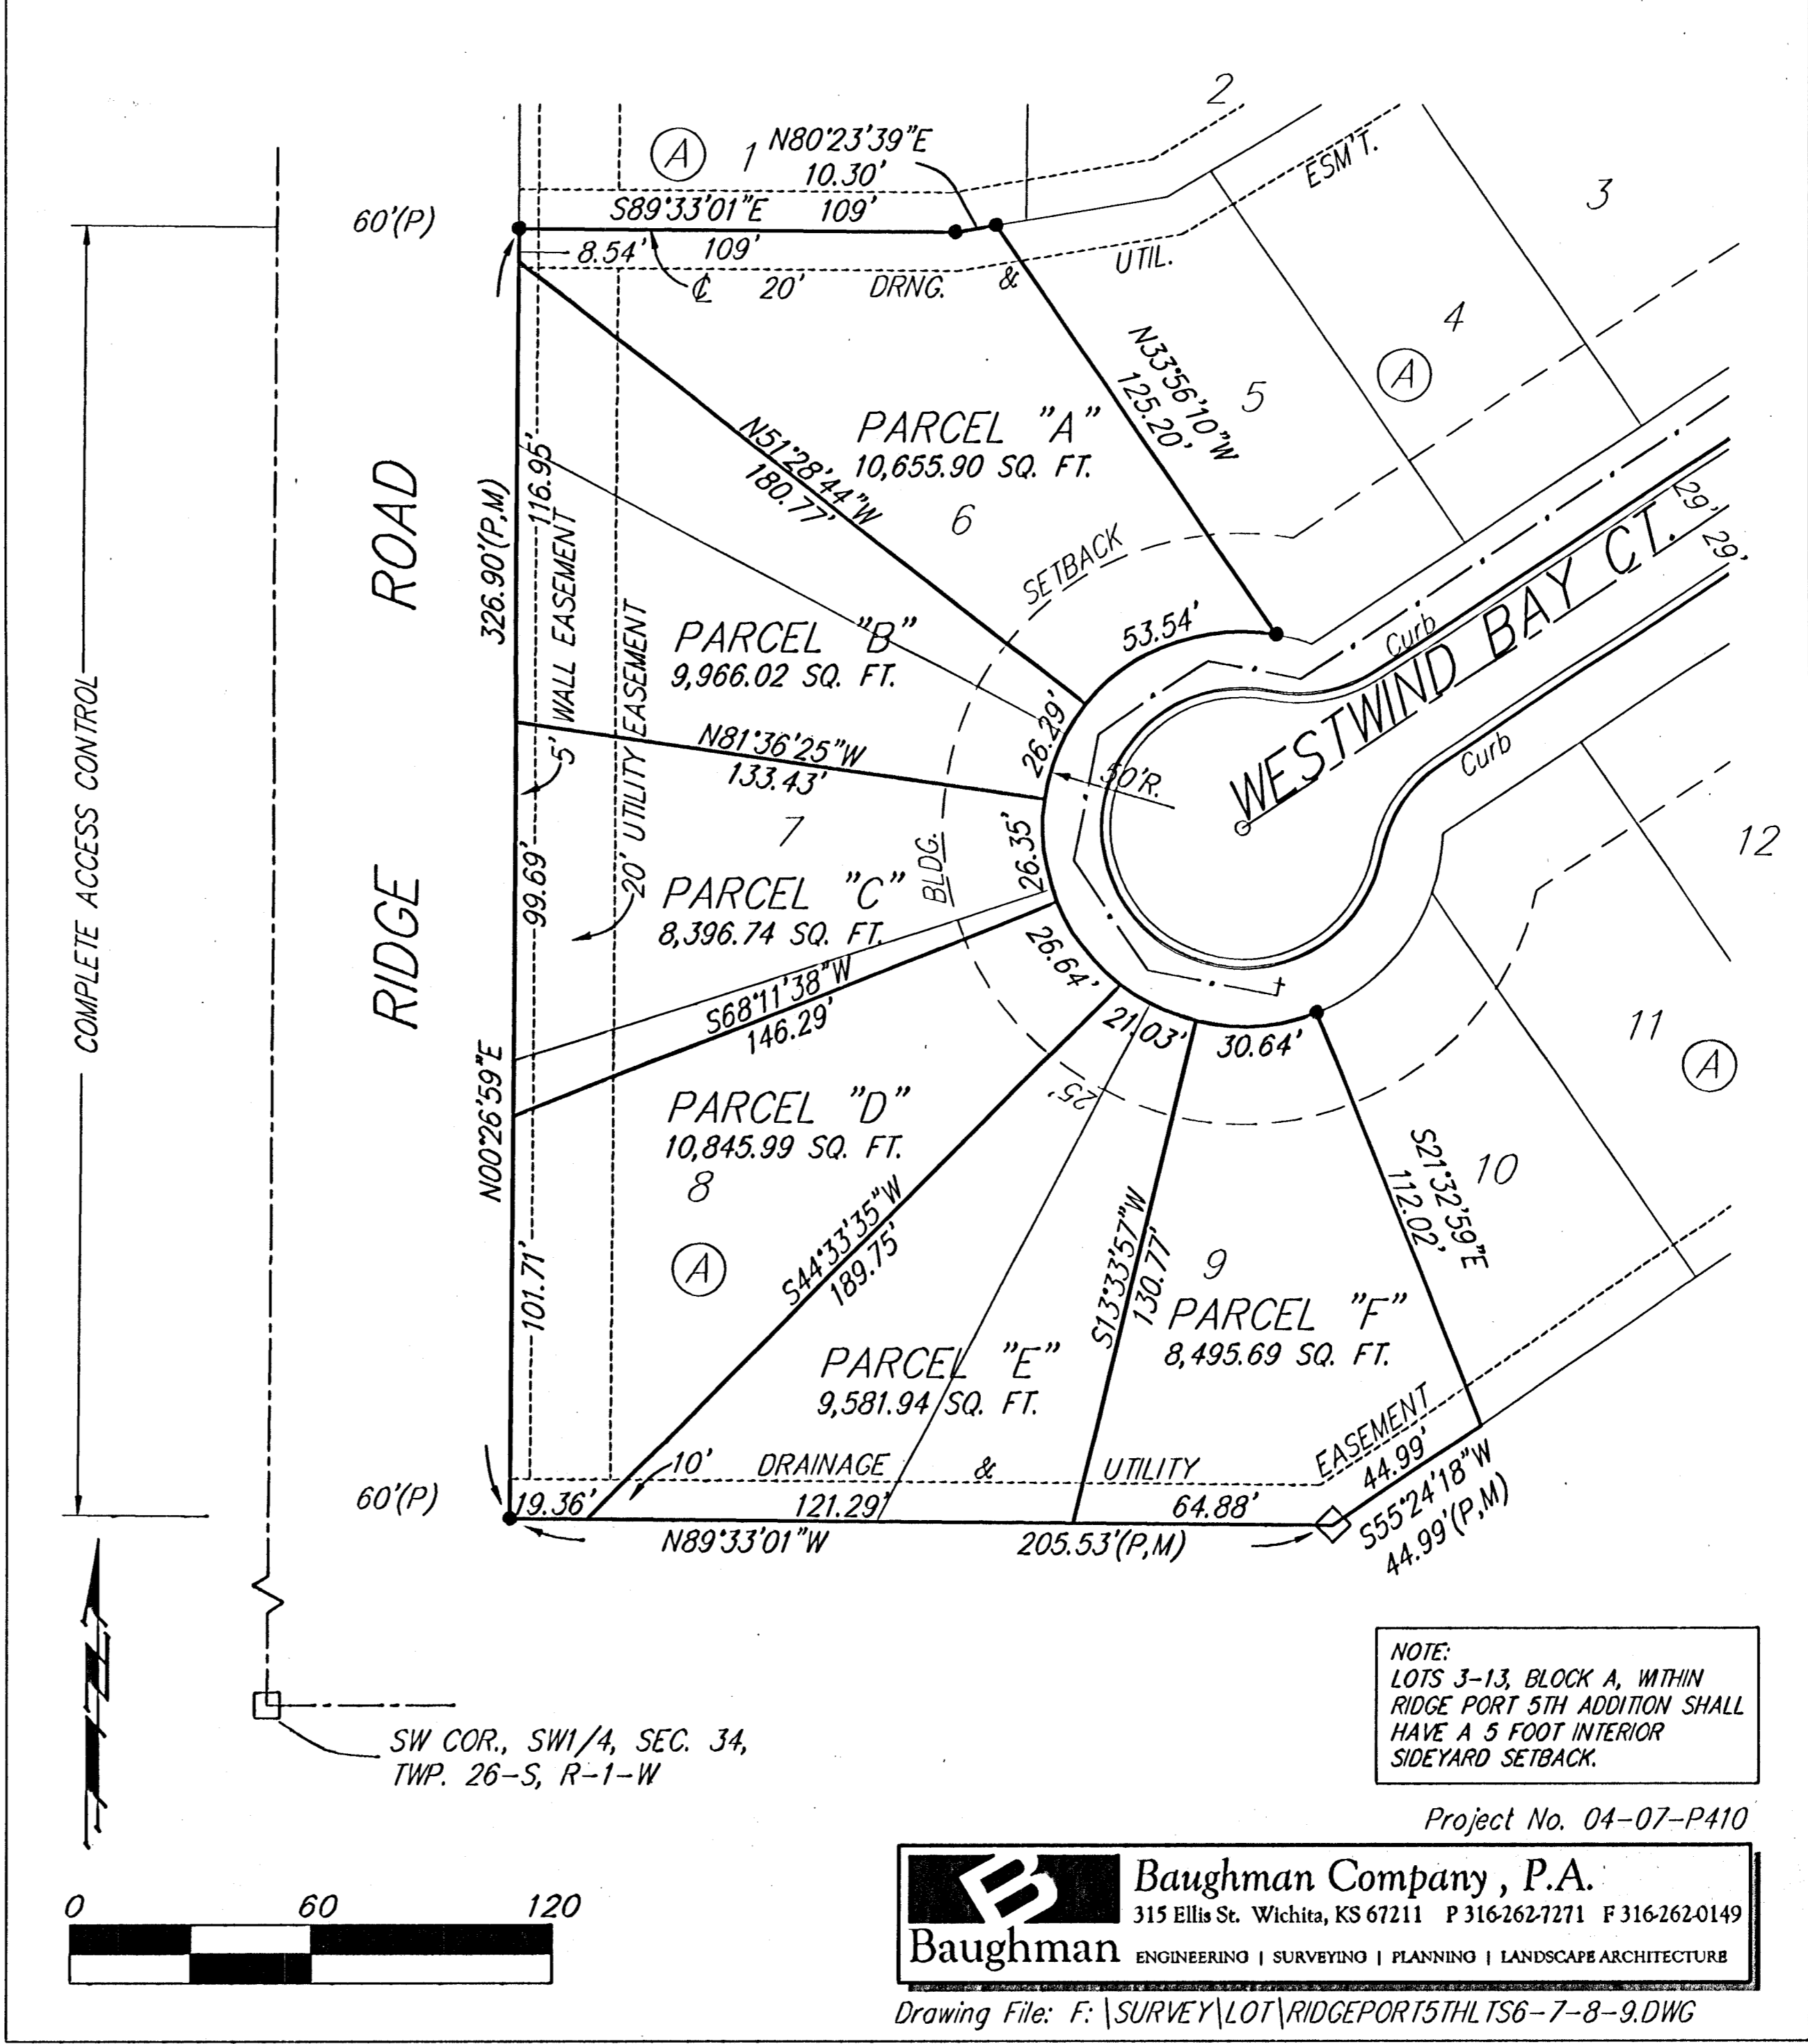 2
A
1
N80°23'39"E
10.30'
ESM'T.
3
60'(P)
S89°33'01"E 109'
8.54' 109'
℄ 20' DRNG. & UTIL.
4
A
N33°56'10"W
125.20'
5
PARCEL "A"
10,655.90 SQ. FT.
6
N51°28'44"W
180.77'
116.95'
326.90'(P,M)
ROAD
29'
29'
SETBACK
WALL EASEMENT
53.54'
Curb
WESTWIND BAY CT.
Curb
PARCEL "B"
9,966.02 SQ. FT.
20' UTILITY EASEMENT
COMPLETE ACCESS CONTROL
26.29'
N81°36'25"W
133.43'
5'
50'R.
7
26.35'
BLDG.
12
PARCEL "C"
8,396.74 SQ. FT.
99.69'
RIDGE
26.64'
S68°11'38"W
146.29'
21.03'
30.64'
11
A
N00°26'59"E
25'
PARCEL "D"
10,845.99 SQ. FT.
8
A
S21°32'59"E
112.02'
10
S44°33'35"W
189.75'
S13°33'57"W
130.77'
9
101.71'
PARCEL "F"
8,495.69 SQ. FT.
PARCEL "E"
9,581.94 SQ. FT.
10' DRAINAGE & UTILITY EASEMENT
44.99'
S55°24'18"W
44.99'(P,M)
60'(P)
19.36' 121.29' 64.88'
N89°33'01"W 205.53'(P,M)
NOTE:
LOTS 3-13, BLOCK A, WITHIN
RIDGE PORT 5TH ADDITION SHALL
HAVE A 5 FOOT INTERIOR
SIDEYARD SETBACK.
SW COR., SW1/4, SEC. 34,
TWP. 26-S, R-1-W
Project No. 04-07-P410
0 60 120
B
Baughman
Baughman Company, P.A.
315 Ellis St. Wichita, KS 67211 P 316-262-7271 F 316-262-0149
ENGINEERING | SURVEYING | PLANNING | LANDSCAPE ARCHITECTURE
Drawing File: F:\SURVEY\LOT\RIDGEPORT5THLTS6-7-8-9.DWG